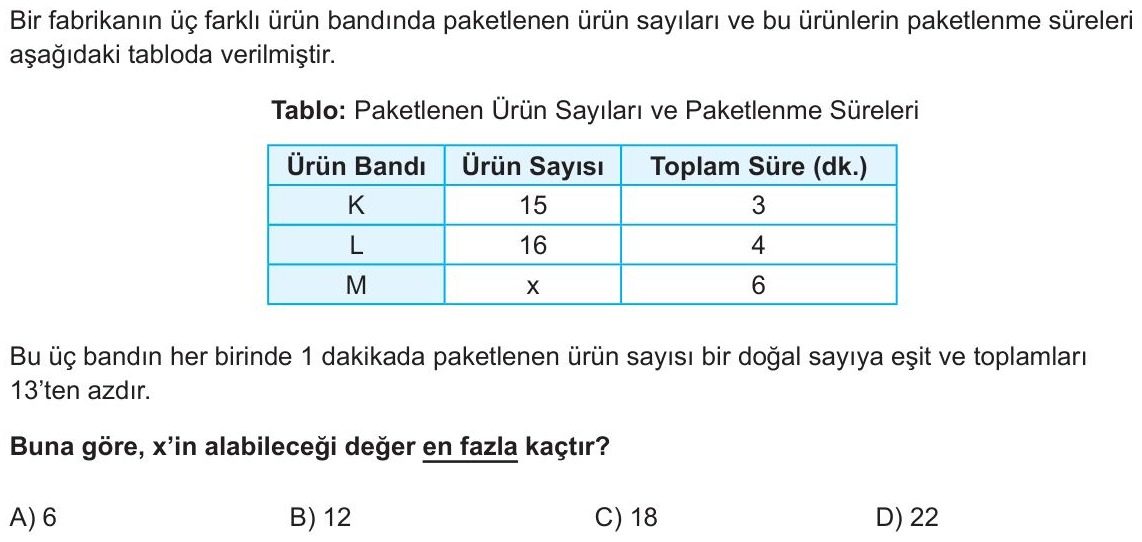 Bir fabrikanın üç farklı ürün bandında paketlenen ürün sayıları ve bu ürünlerin paketlenme süreleri
aşağıdaki tabloda verilmiştir.
Tablo: Paketlenen Ürün Sayıları ve Paketlenme Süreleri
Ürün Bandı Ürün Sayısı Toplam Süre (dk.)
K 15 3
L 16 4
M x 6
Bu üç bandın her birinde 1 dakikada paketlenen ürün sayısı bir doğal sayıya eşit ve toplamları
13’ten azdır.
Buna göre, x’in alabileceği değer en fazla kaçtır?
A) 6 B) 12 C) 18 D) 22